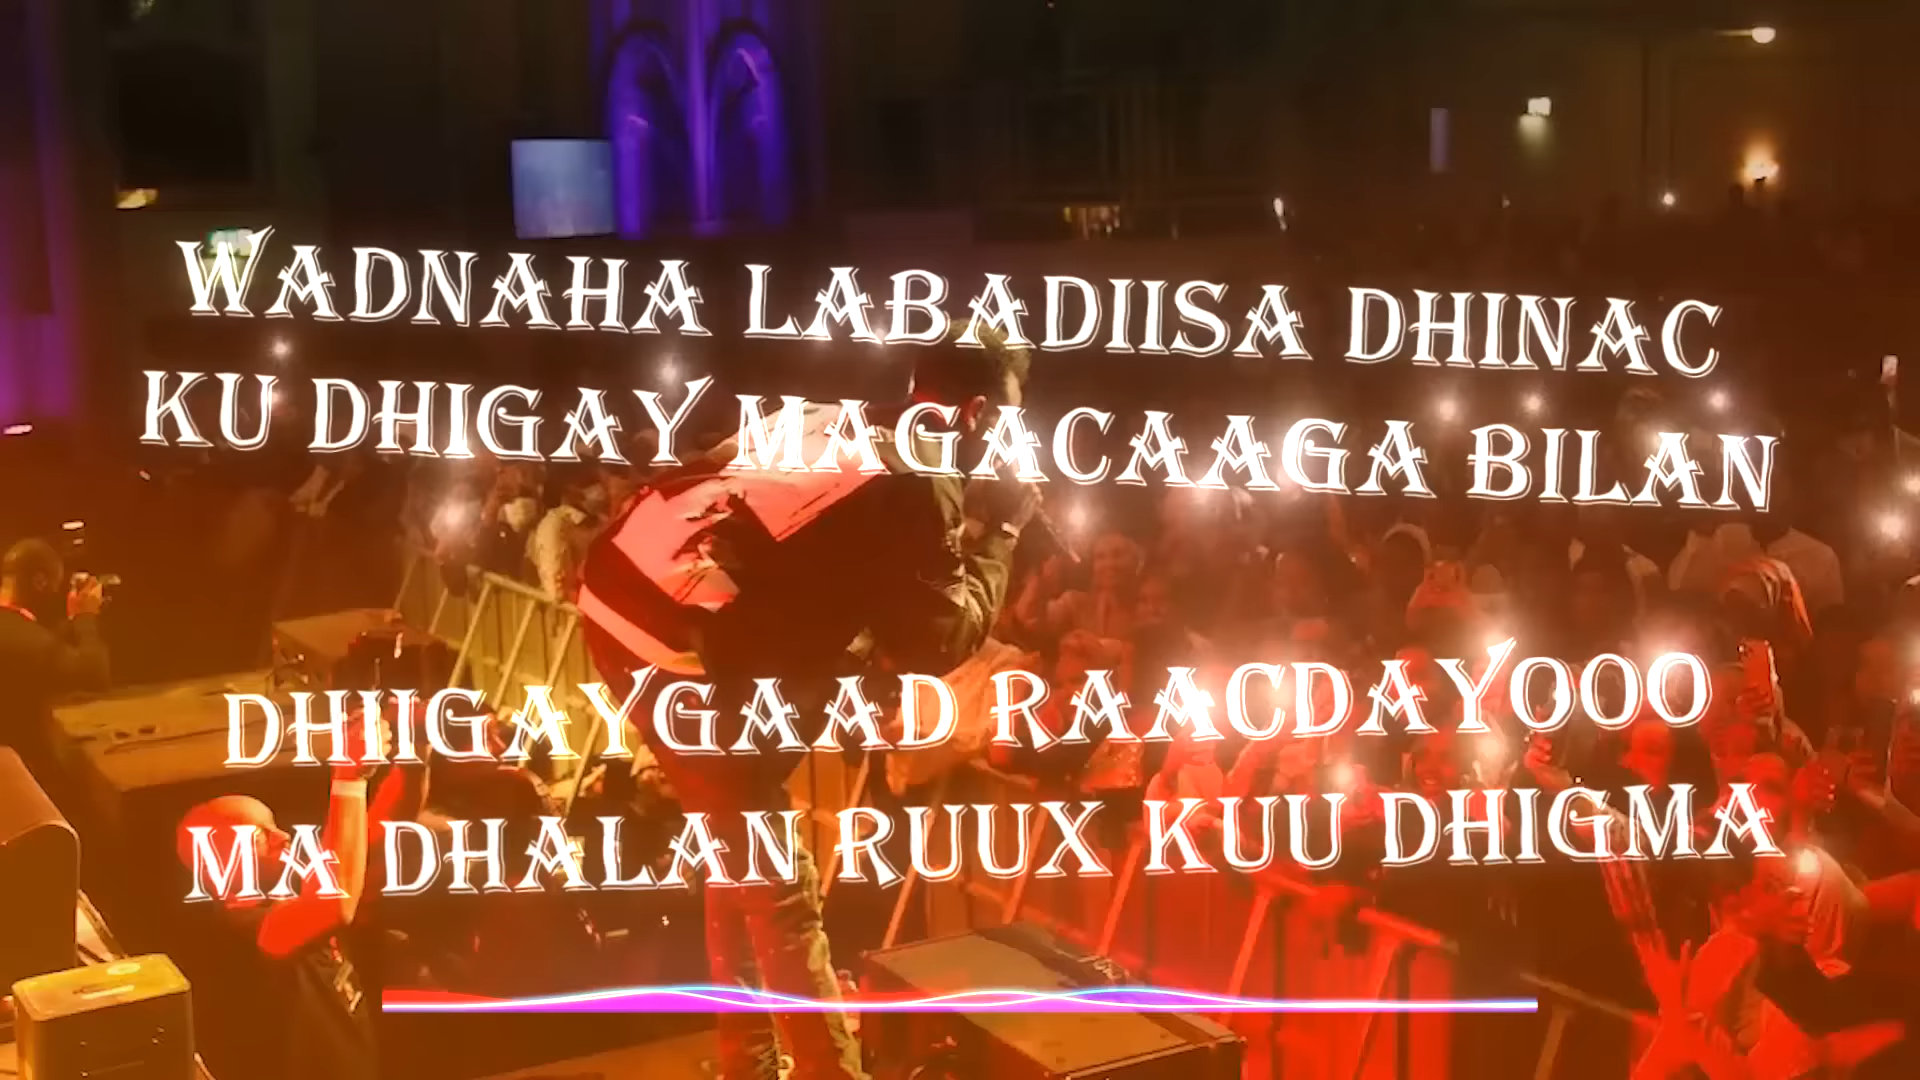 WADNAHA LABADIISA DHINAC
KU DHIGAY MAGACAAGA BILAN
DHIIGAYGAAD RAACDAYOOO
MA DHALAN RUUX KUU DHIGMA